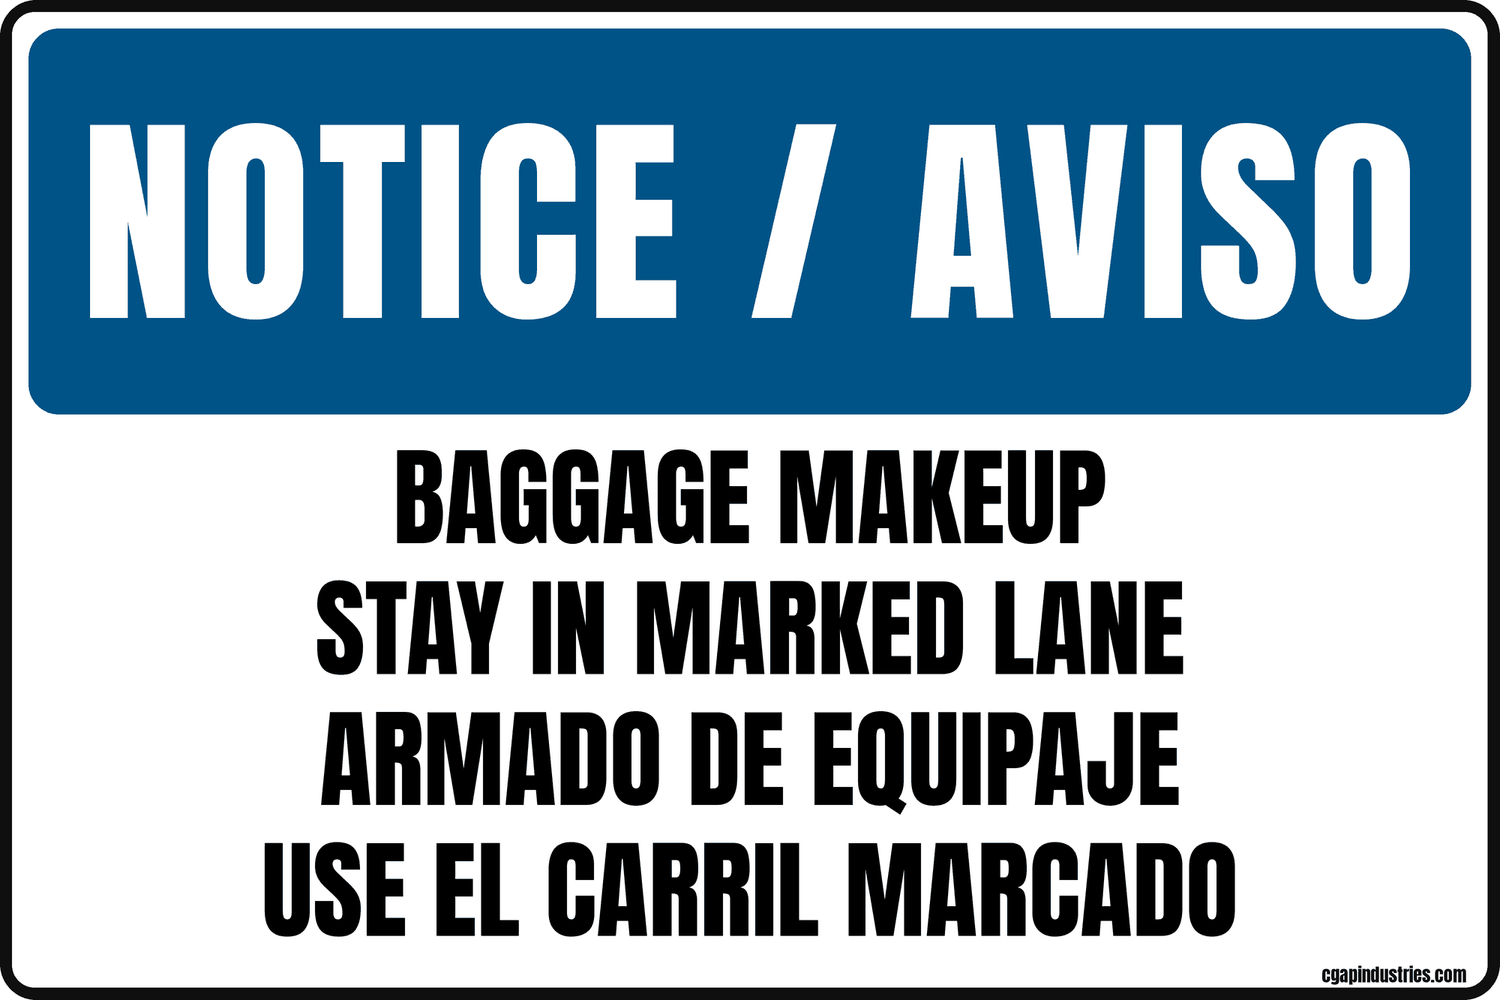 NOTICE / AVISO
BAGGAGE MAKEUP
STAY IN MARKED LANE
ARMADO DE EQUIPAJE
USE EL CARRIL MARCADO
cgapindustries.com